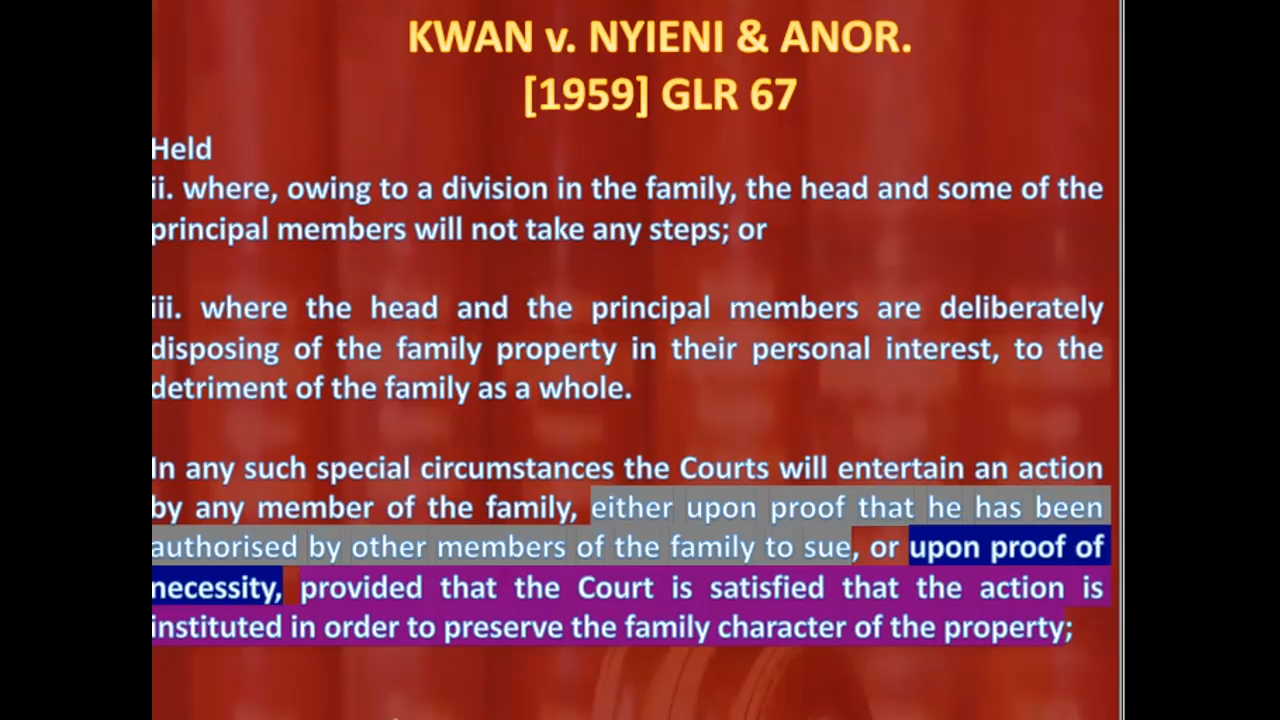 KWAN v. NYIENI & ANOR.
[1959] GLR 67
Held
ii. where, owing to a division in the family, the head and some of the
principal members will not take any steps; or
iii. where the head and the principal members are deliberately
disposing of the family property in their personal interest, to the
detriment of the family as a whole.
In any such special circumstances the Courts will entertain an action
by any member of the family, either upon proof that he has been
authorised by other members of the family to sue, or upon proof of
necessity, provided that the Court is satisfied that the action is
instituted in order to preserve the family character of the property;